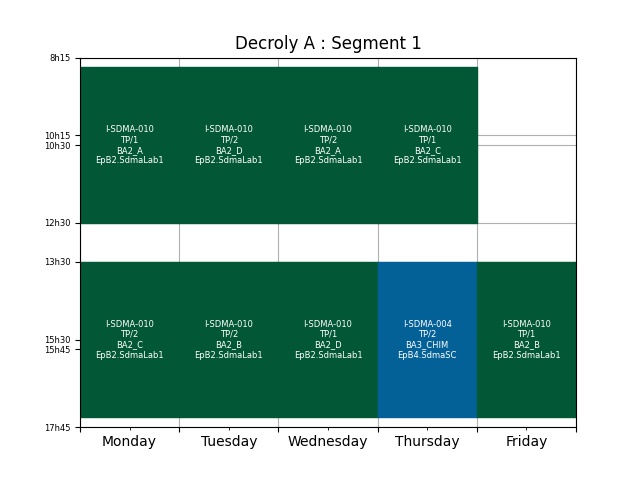 Decroly A : Segment 1
8h15
10h15
10h30
12h30
13h30
15h30
15h45
17h45
I-SDMA-010
TP/1
BA2_A
EpB2.SdmaLab1
I-SDMA-010
TP/2
BA2_D
EpB2.SdmaLab1
I-SDMA-010
TP/2
BA2_A
EpB2.SdmaLab1
I-SDMA-010
TP/1
BA2_C
EpB2.SdmaLab1
I-SDMA-010
TP/2
BA2_C
EpB2.SdmaLab1
I-SDMA-010
TP/2
BA2_B
EpB2.SdmaLab1
I-SDMA-010
TP/1
BA2_D
EpB2.SdmaLab1
I-SDMA-004
TP/2
BA3_CHIM
EpB4.SdmaSC
I-SDMA-010
TP/1
BA2_B
EpB2.SdmaLab1
Monday
Tuesday
Wednesday
Thursday
Friday